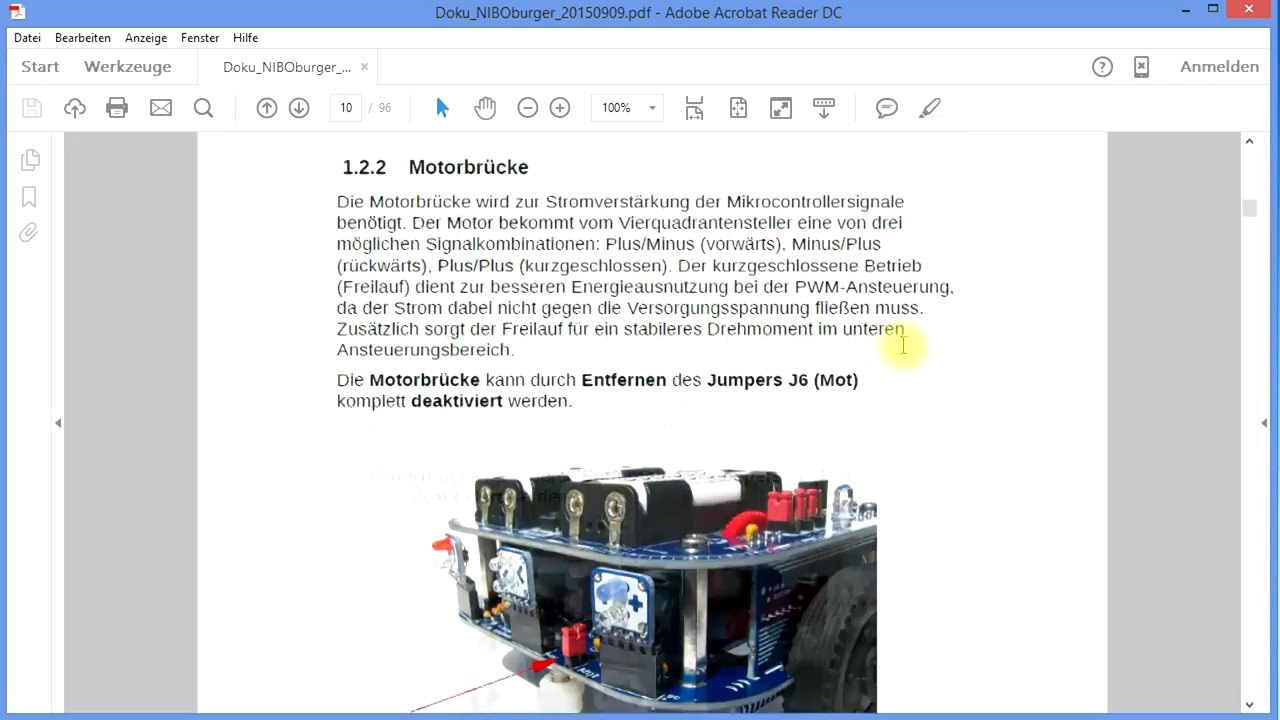 Doku_NIBOburger_20150909.pdf - Adobe Acrobat Reader DC
Datei Bearbeiten Anzeige Fenster Hilfe
Start Werkzeuge Doku_NIBOburger_... × Anmelden
10 / 96 100%
1.2.2 Motorbrücke
Die Motorbrücke wird zur Stromverstärkung der Mikrocontrollersignale
benötigt. Der Motor bekommt vom Vierquadrantensteller eine von drei
möglichen Signalkombinationen: Plus/Minus (vorwärts), Minus/Plus
(rückwärts), Plus/Plus (kurzgeschlossen). Der kurzgeschlossene Betrieb
(Freilauf) dient zur besseren Energieausnutzung bei der PWM-Ansteuerung,
da der Strom dabei nicht gegen die Versorgungsspannung fließen muss.
Zusätzlich sorgt der Freilauf für ein stabileres Drehmoment im unteren
Ansteuerungsbereich.
Die Motorbrücke kann durch Entfernen des Jumpers J6 (Mot)
komplett deaktiviert werden.